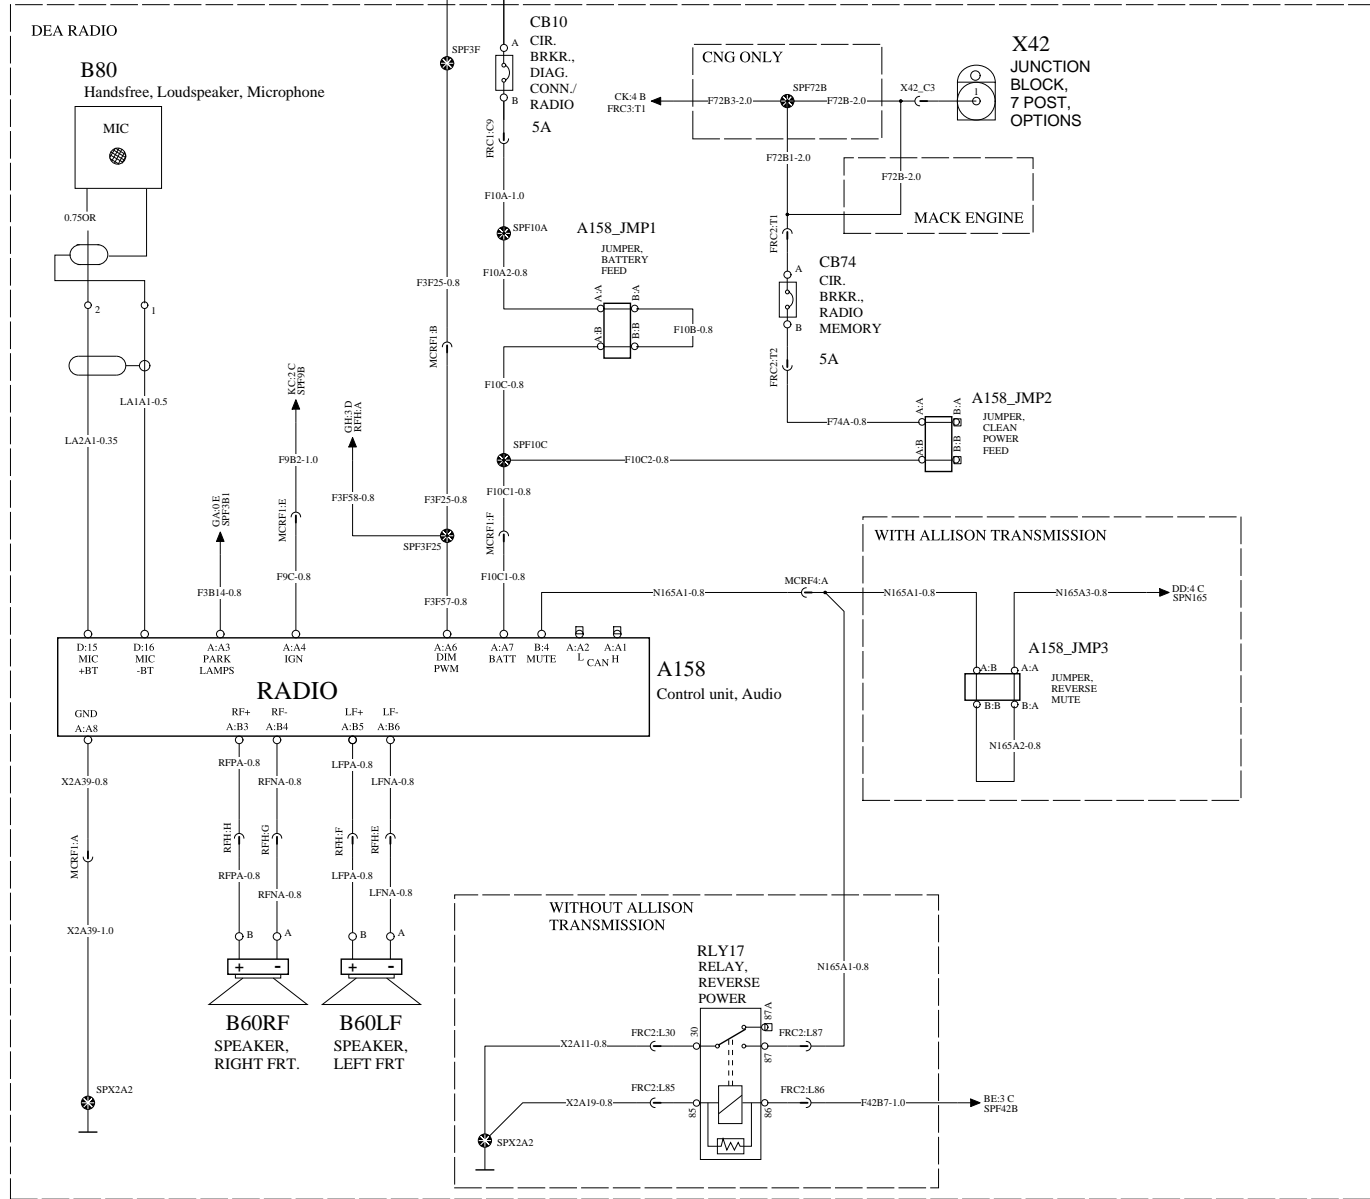 DEA RADIO
B80
Handsfree, Loudspeaker, Microphone
MIC
0.75OR
2
1
LA1A1-0.5
LA2A1-0.35
SPF3F
CB10
CIR.
BRKR.,
DIAG.
CONN./
RADIO
5A
A
B
FRC1:C9
F10A-1.0
SPF10A
F10A2-0.8
A158_JMP1
JUMPER,
BATTERY
FEED
A:A
B:A
A:B
B:B
F10B-0.8
F3F25-0.8
MCRF1:B
F10C-0.8
SPF10C
F10C2-0.8
F10C1-0.8
MCRF1:F
F10C1-0.8
CNG ONLY
CK:4 B
FRC3:T1
F72B3-2.0
SPF72B
F72B-2.0
X42_C3
1
X42
JUNCTION
BLOCK,
7 POST,
OPTIONS
F72B1-2.0
F72B-2.0
MACK ENGINE
FRC2:T1
A
B
CB74
CIR.
BRKR.,
RADIO
MEMORY
5A
FRC2:T2
F74A-0.8
A158_JMP2
JUMPER,
CLEAN
POWER
FEED
A:A
B:A
A:B
B:B
KC:2 C
SPF9B
F9B2-1.0
MCRF1:E
F9C-0.8
GH:3 D
RFH:A
F3F58-0.8
F3F25-0.8
SPF3F25
F3F57-0.8
GA:0 E
SPF3B1
F3B14-0.8
WITH ALLISON TRANSMISSION
N165A1-0.8
MCRF4:A
N165A1-0.8
N165A3-0.8
DD:4 C
SPN165
A158_JMP3
JUMPER,
REVERSE
MUTE
A:B
A:A
B:B
B:A
N165A2-0.8
D:15
MIC
+BT
D:16
MIC
-BT
A:A3
PARK
LAMPS
A:A4
IGN
A:A6
DIM
PWM
A:A7
BATT
B:4
MUTE
A:A2
L
CAN
A:A1
H
RADIO
A158
Control unit, Audio
GND
A:A8
RF+
A:B3
RF-
A:B4
LF+
A:B5
LF-
A:B6
X2A39-0.8
RFPA-0.8
RFNA-0.8
LFPA-0.8
LFNA-0.8
MCRF1:A
RFH:H
RFH:G
RFH:F
RFH:E
RFPA-0.8
RFNA-0.8
LFPA-0.8
LFNA-0.8
X2A39-1.0
B
A
B
A
+ -
+ -
B60RF
SPEAKER,
RIGHT FRT.
B60LF
SPEAKER,
LEFT FRT
SPX2A2
WITHOUT ALLISON
TRANSMISSION
RLY17
RELAY,
REVERSE
POWER
N165A1-0.8
X2A11-0.8
FRC2:L30
30
87A
87
FRC2:L87
X2A19-0.8
FRC2:L85
85
86
FRC2:L86
F42B7-1.0
BE:3 C
SPF42B
SPX2A2